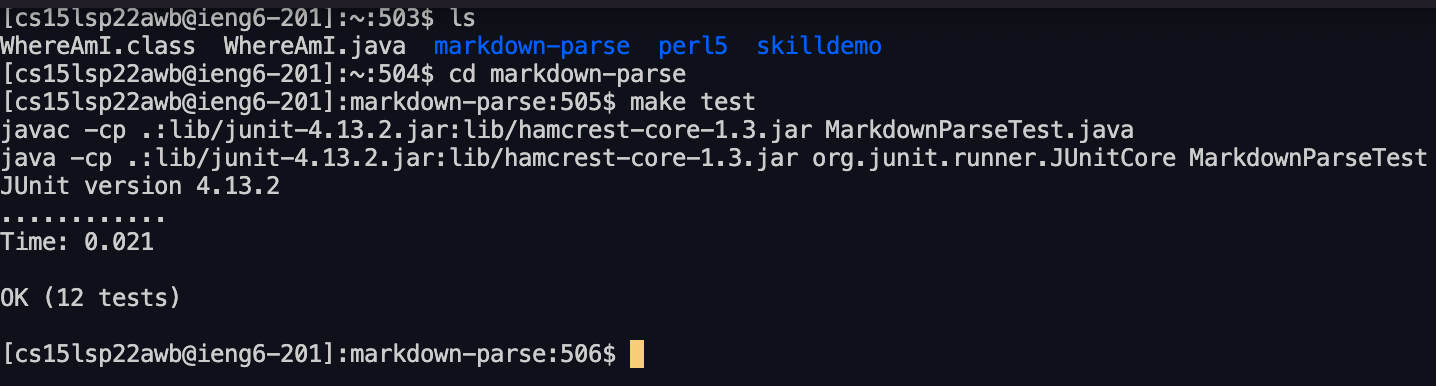 [cs15lsp22awb@ieng6-201]:~:503$ ls
WhereAmI.class  WhereAmI.java  markdown-parse  perl5  skilldemo
[cs15lsp22awb@ieng6-201]:~:504$ cd markdown-parse
[cs15lsp22awb@ieng6-201]:markdown-parse:505$ make test
javac -cp .:lib/junit-4.13.2.jar:lib/hamcrest-core-1.3.jar MarkdownParseTest.java
java -cp .:lib/junit-4.13.2.jar:lib/hamcrest-core-1.3.jar org.junit.runner.JUnitCore MarkdownParseTest
JUnit version 4.13.2
............
Time: 0.021
OK (12 tests)
[cs15lsp22awb@ieng6-201]:markdown-parse:506$